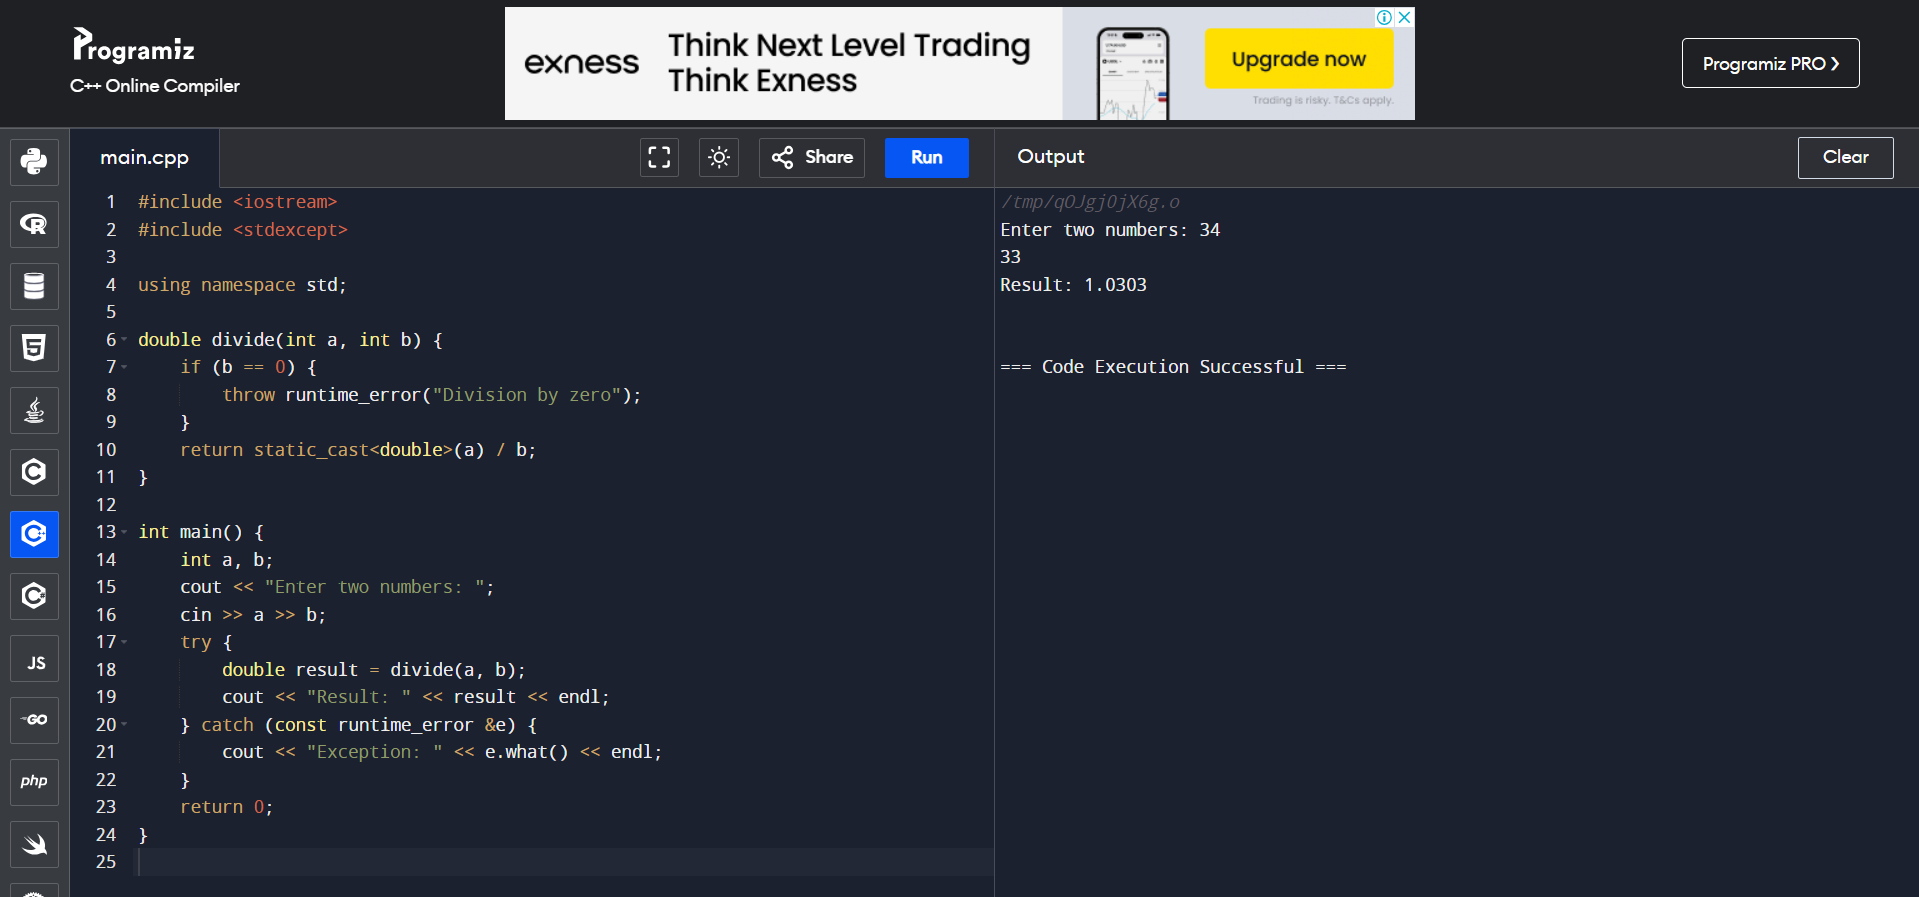 Programiz
C++ Online Compiler
exness
Think Next Level Trading
Think Exness
Upgrade now
Trading is risky. T&Cs apply.
Programiz PRO ❯
main.cpp
Share
Run
Output
Clear
1 #include <iostream>
2 #include <stdexcept>
3
4 using namespace std;
5
6 double divide(int a, int b) {
7     if (b == 0) {
8         throw runtime_error("Division by zero");
9     }
10     return static_cast<double>(a) / b;
11 }
12
13 int main() {
14     int a, b;
15     cout << "Enter two numbers: ";
16     cin >> a >> b;
17     try {
18         double result = divide(a, b);
19         cout << "Result: " << result << endl;
20     } catch (const runtime_error &e) {
21         cout << "Exception: " << e.what() << endl;
22     }
23     return 0;
24 }
25
/tmp/qOJgj0jX6g.o
Enter two numbers: 34
33
Result: 1.0303
=== Code Execution Successful ===
JS
GO
php